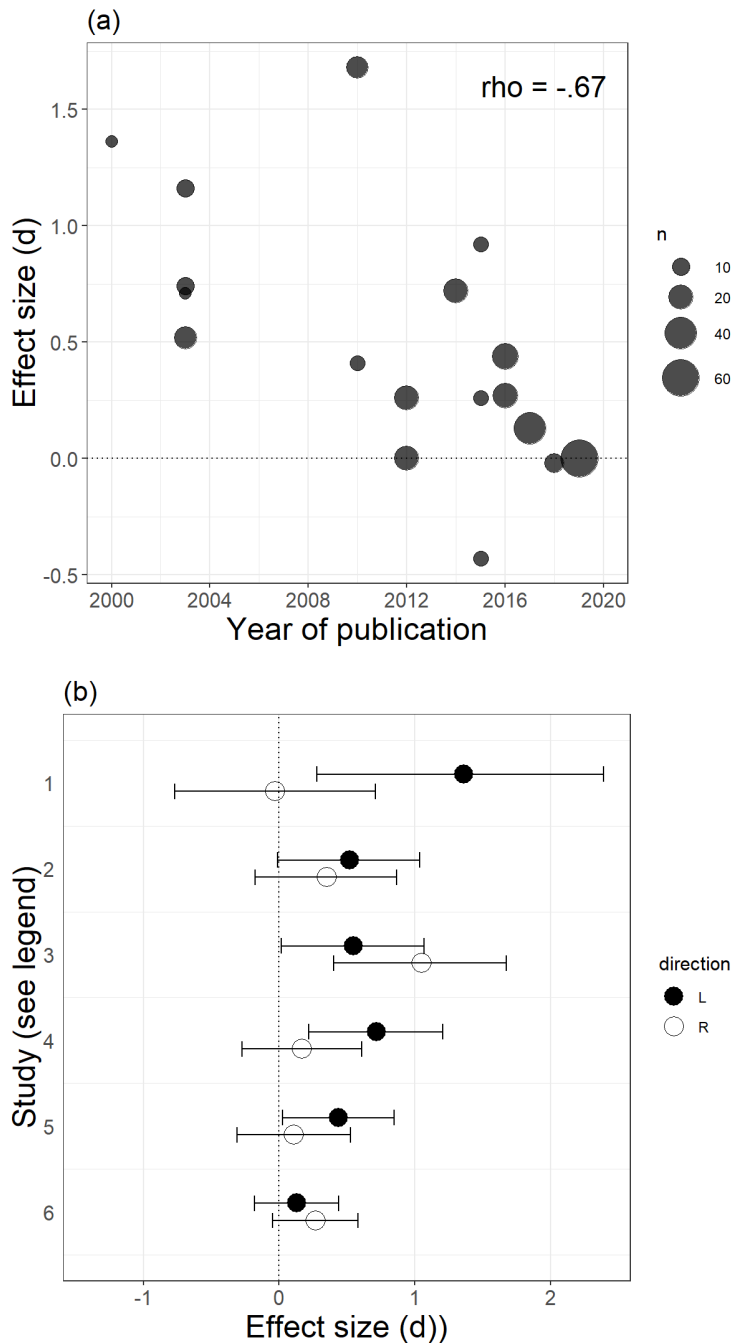 (a)
rho = -.67
Effect size (d)
1.5
1.0
0.5
0.0
-0.5
2000 2004 2008 2012 2016 2020
Year of publication
n
10
20
40
60
(b)
Study (see legend)
1
2
3
4
5
6
-1 0 1 2
Effect size (d))
direction
L
R